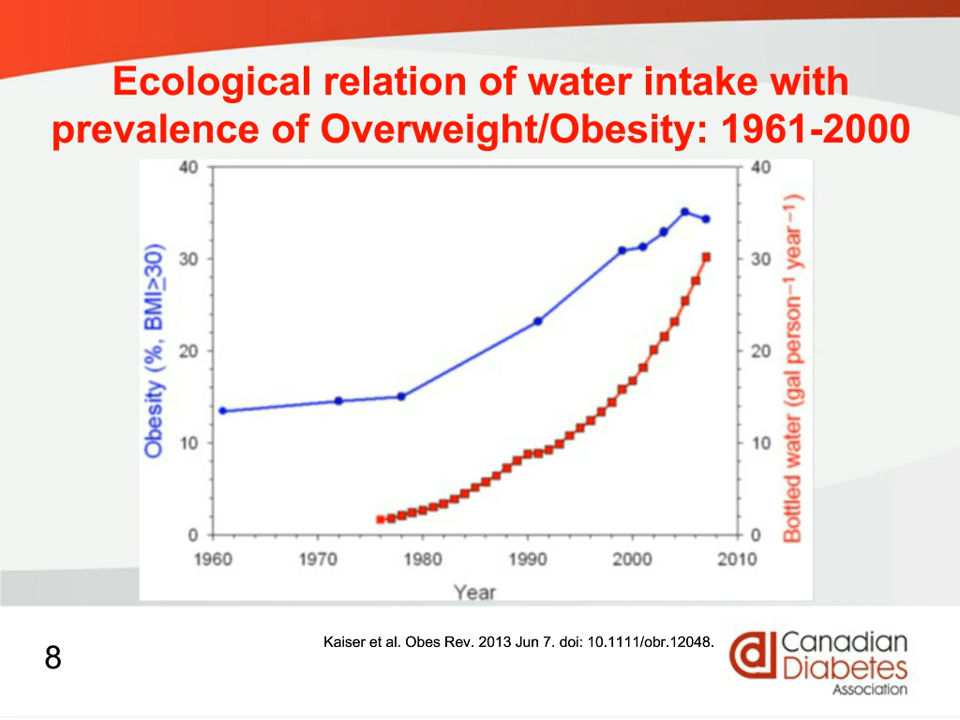 Ecological relation of water intake with
prevalence of Overweight/Obesity: 1961-2000
40
30
20
10
0
40
30
20
10
0
Obesity (%, BMI≥30)
Bottled water (gal person⁻¹ year⁻¹)
1960 1970 1980 1990 2000 2010
Year
Kaiser et al. Obes Rev. 2013 Jun 7. doi: 10.1111/obr.12048.
8
Canadian
Diabetes
Association